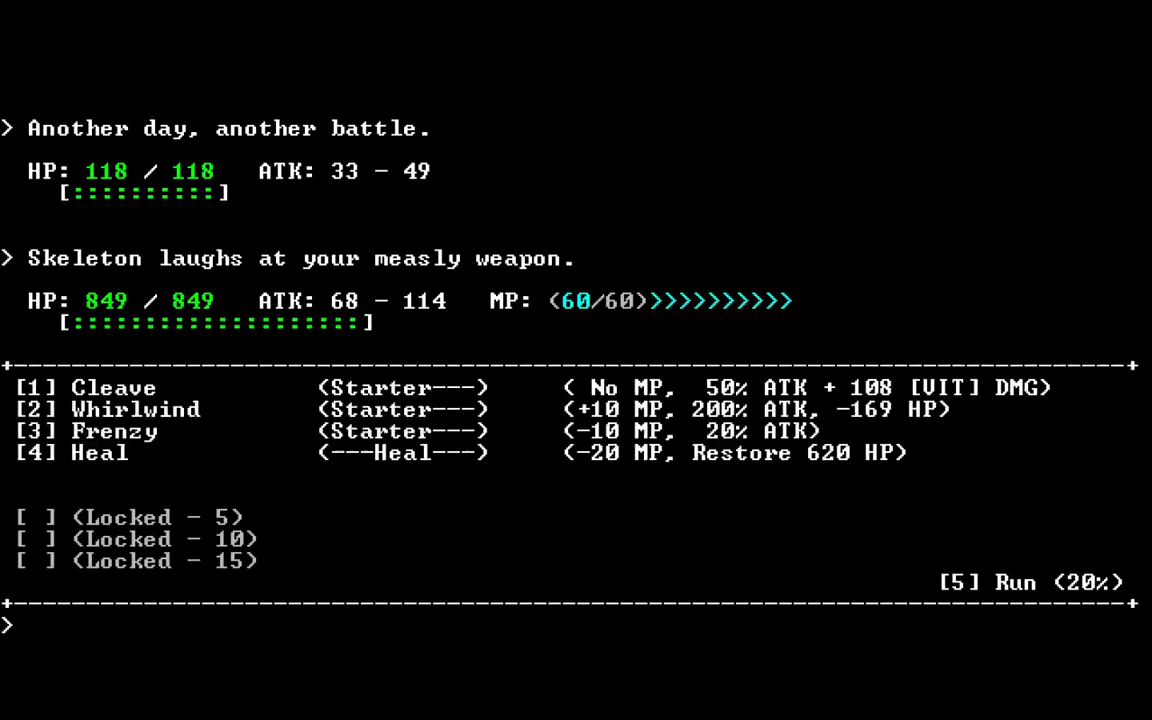 > Another day, another battle.
HP: 118 / 118   ATK: 33 - 49
[::::::::::]
> Skeleton laughs at your measly weapon.
HP: 849 / 849   ATK: 68 - 114   MP: (60/60)>>>>>>>>>>
[::::::::::::::::::::]
+------------------------------------------------------------------------------+
[1] Cleave           (Starter---)     ( No MP,  50% ATK + 108 [VIT] DMG)
[2] Whirlwind        (Starter---)     (+10 MP, 200% ATK, -169 HP)
[3] Frenzy           (Starter---)     (-10 MP,  20% ATK)
[4] Heal             (---Heal---)     (-20 MP, Restore 620 HP)
[ ] (Locked - 5)
[ ] (Locked - 10)
[ ] (Locked - 15)
[5] Run (20%)
+------------------------------------------------------------------------------+
>